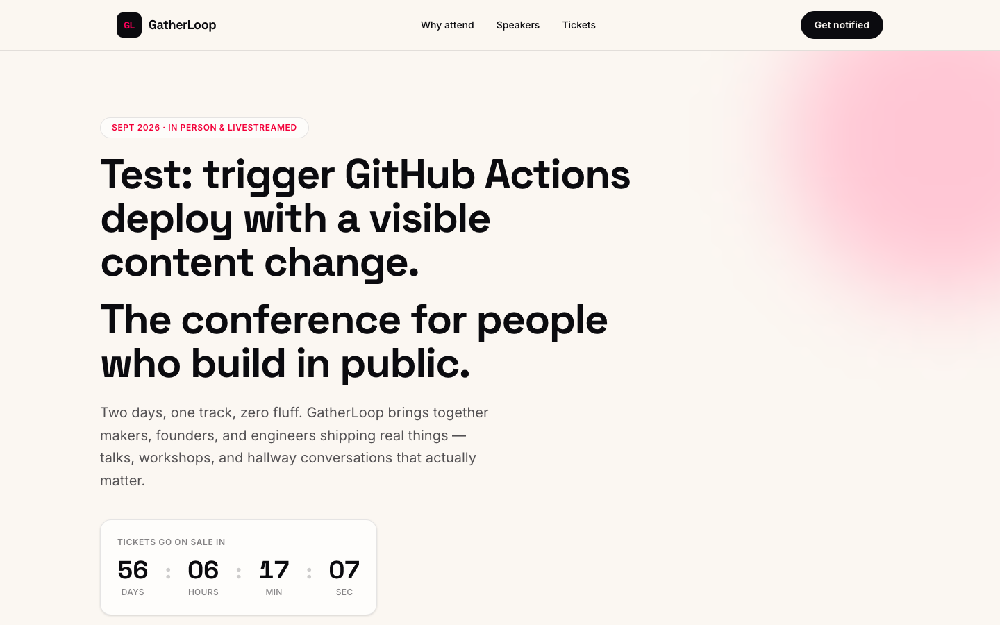 GL GatherLoop
Why attend Speakers Tickets
Get notified
SEPT 2026 · IN PERSON & LIVESTREAMED
Test: trigger GitHub Actions
deploy with a visible
content change.
The conference for people
who build in public.
Two days, one track, zero fluff. GatherLoop brings together
makers, founders, and engineers shipping real things —
talks, workshops, and hallway conversations that actually
matter.
TICKETS GO ON SALE IN
56 : 06 : 17 : 07
DAYS HOURS MIN SEC